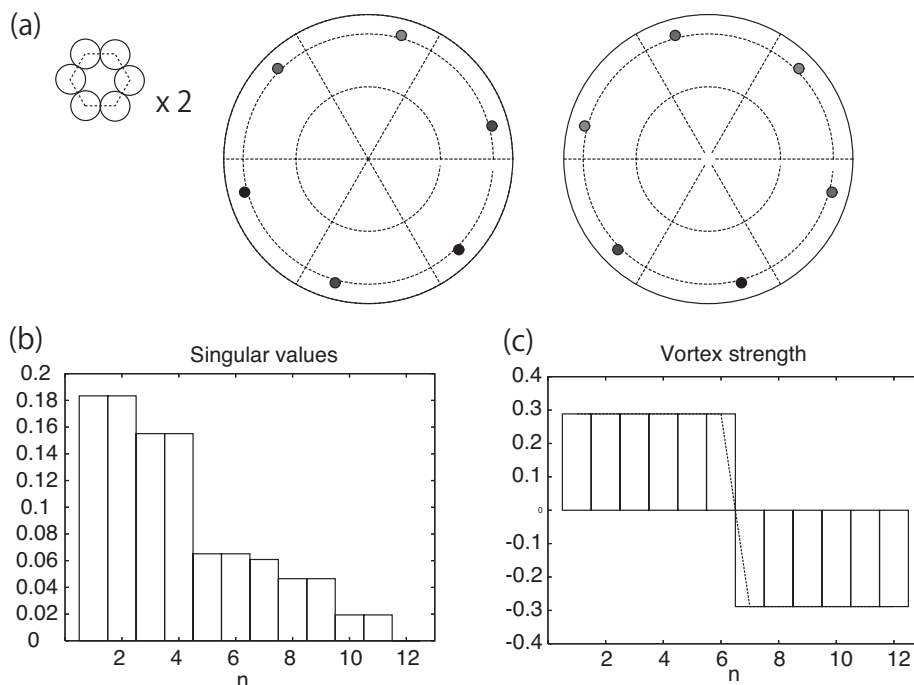 (a)
x 2
(b)
Singular values
0.2
0.18
0.16
0.14
0.12
0.1
0.08
0.06
0.04
0.02
0
2 4 6 8 10 12
n
(c)
Vortex strength
0.4
0.3
0.2
0.1
0
-0.1
-0.2
-0.3
-0.4
2 4 6 8 10 12
n